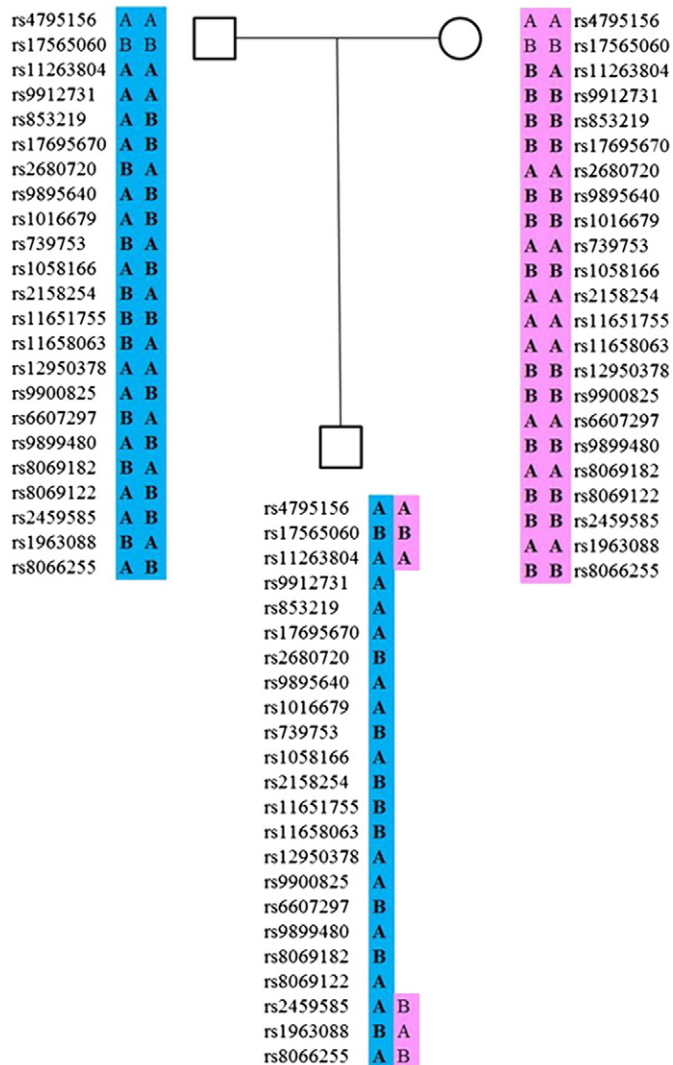 rs4795156 A A
rs17565060 B B
rs11263804 A A
rs9912731 A A
rs853219 A B
rs17695670 A B
rs2680720 B A
rs9895640 A B
rs1016679 A B
rs739753 B A
rs1058166 A B
rs2158254 B A
rs11651755 B B
rs11658063 B A
rs12950378 A A
rs9900825 A B
rs6607297 B A
rs9899480 A B
rs8069182 B A
rs8069122 A B
rs2459585 A B
rs1963088 B A
rs8066255 A B
A A rs4795156
B B rs17565060
B A rs11263804
B B rs9912731
B B rs853219
B B rs17695670
A A rs2680720
B B rs9895640
B B rs1016679
A A rs739753
B B rs1058166
A A rs2158254
A A rs11651755
A A rs11658063
B B rs12950378
B B rs9900825
A A rs6607297
B B rs9899480
A A rs8069182
B B rs8069122
B B rs2459585
A A rs1963088
B B rs8066255
rs4795156 A A
rs17565060 B B
rs11263804 A A
rs9912731 A
rs853219 A
rs17695670 A
rs2680720 B
rs9895640 A
rs1016679 A
rs739753 B
rs1058166 A
rs2158254 B
rs11651755 B
rs11658063 B
rs12950378 A
rs9900825 A
rs6607297 B
rs9899480 A
rs8069182 B
rs8069122 A
rs2459585 A B
rs1963088 B A
rs8066255 A B